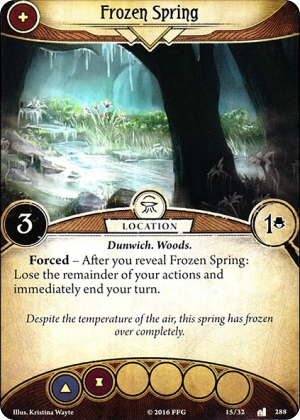 Frozen Spring
3
LOCATION
1
Dunwich. Woods.
Forced – After you reveal Frozen Spring:
Lose the remainder of your actions and
immediately end your turn.
Despite the temperature of the air, this spring has frozen
over completely.
Illus. Kristina Wayte
© 2016 FFG
15/32
288